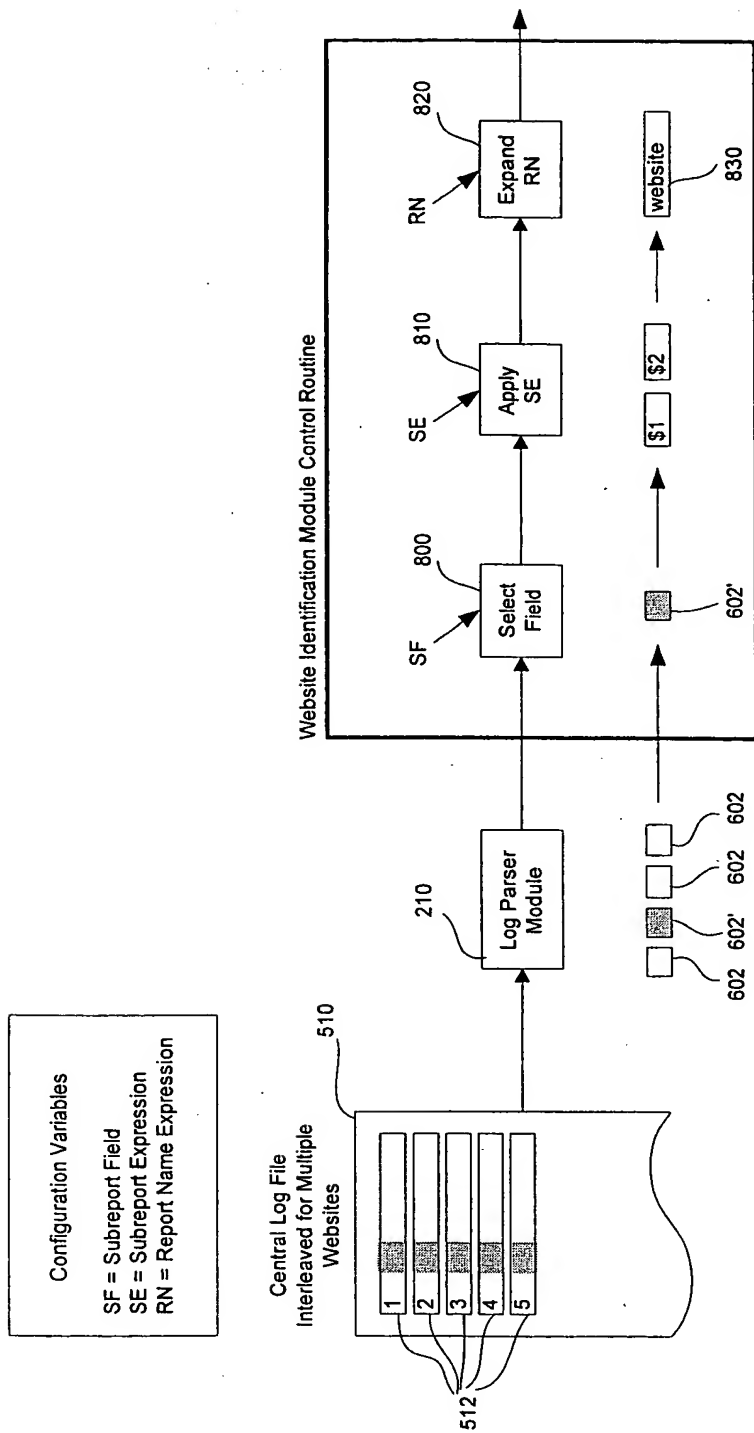 Configuration Variables
SF = Subreport Field
SE = Subreport Expression
RN = Report Name Expression
Central Log File
Interleaved for Multiple
Websites
510
1
2
3
4
5
512
210
Log Parser
Module
602
602'
602
602
Website Identification Module Control Routine
SF
800
Select
Field
SE
810
Apply
SE
RN
820
Expand
RN
602'
$1
$2
website
830